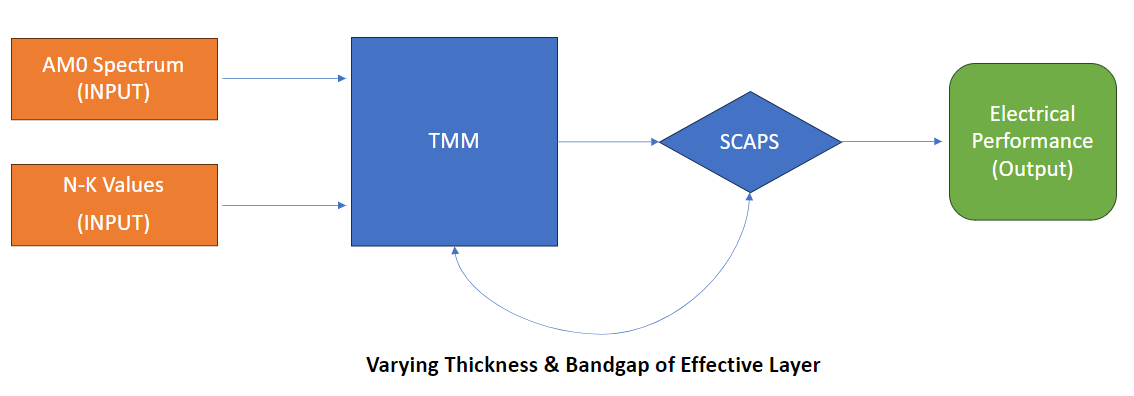 AM0 Spectrum
(INPUT)
N-K Values
(INPUT)
TMM
SCAPS
Electrical
Performance
(Output)
Varying Thickness & Bandgap of Effective Layer